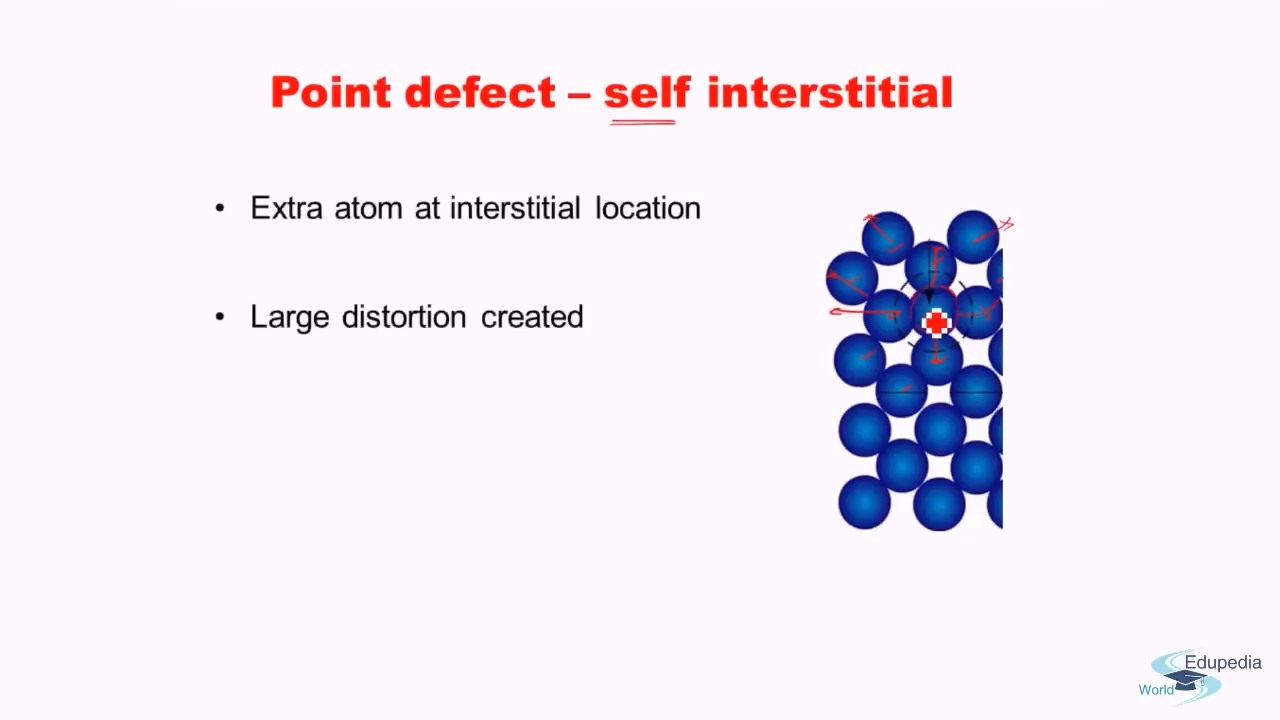 Point defect – self interstitial
• Extra atom at interstitial location
• Large distortion created
Edupedia
World